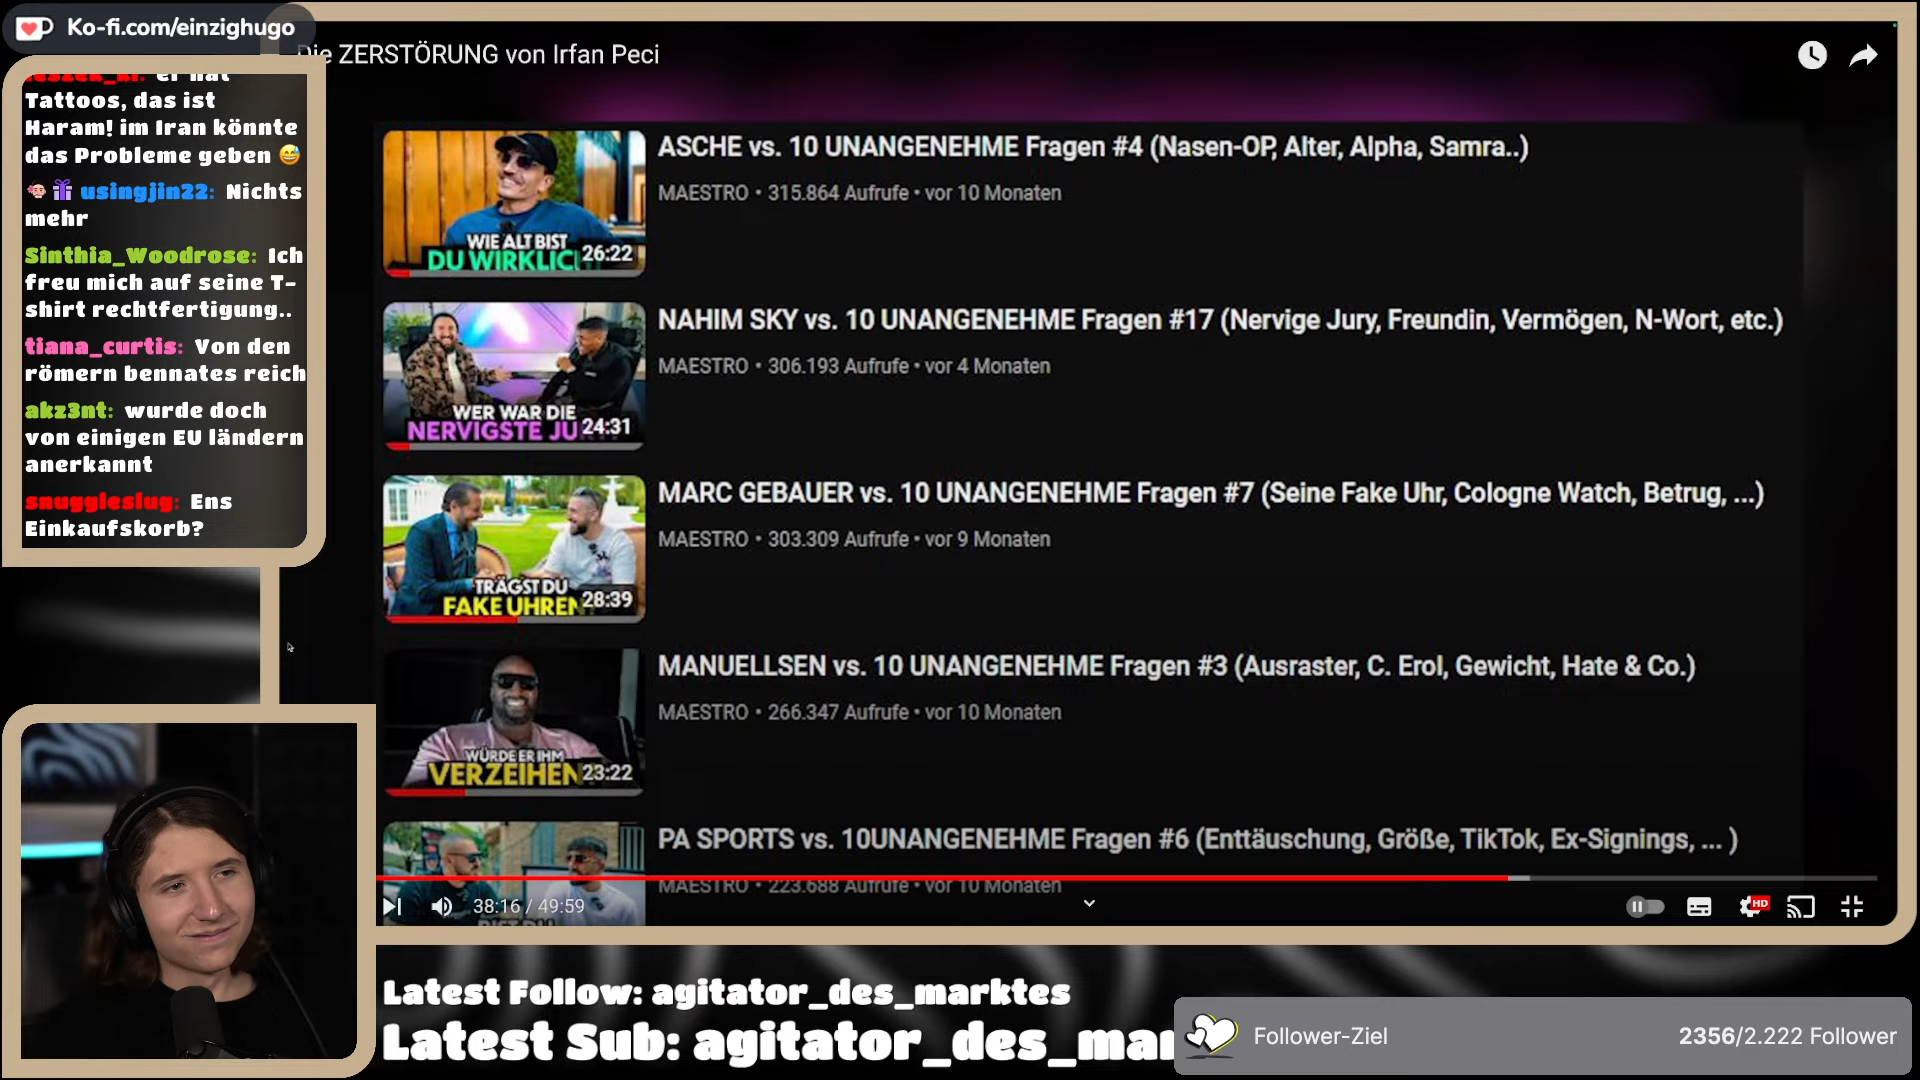 Ko-fi.com/einzighugo
Die ZERSTÖRUNG von Irfan Peci
er hat
Tattoos, das ist
Haram! im Iran könnte
das Probleme geben 😅
usingjin22: Nichts
mehr
Sinthia_Woodrose: Ich
freu mich auf seine T-
shirt rechtfertigung..
tiana_curtis: Von den
römern bennates reich
akz3nt: wurde doch
von einigen EU ländern
anerkannt
snuggleslug: Ens
Einkaufskorb?
WIE ALT BIST
DU WIRKLIC
26:22
ASCHE vs. 10 UNANGENEHME Fragen #4 (Nasen-OP, Alter, Alpha, Samra..)
MAESTRO • 315.864 Aufrufe • vor 10 Monaten
WER WAR DIE
NERVIGSTE JU
24:31
NAHIM SKY vs. 10 UNANGENEHME Fragen #17 (Nervige Jury, Freundin, Vermögen, N-Wort, etc.)
MAESTRO • 306.193 Aufrufe • vor 4 Monaten
TRÄGST DU
FAKE UHREN
28:39
MARC GEBAUER vs. 10 UNANGENEHME Fragen #7 (Seine Fake Uhr, Cologne Watch, Betrug, ...)
MAESTRO • 303.309 Aufrufe • vor 9 Monaten
WÜRDE ER IHM
VERZEIHEN
23:22
MANUELLSEN vs. 10 UNANGENEHME Fragen #3 (Ausraster, C. Erol, Gewicht, Hate & Co.)
MAESTRO • 266.347 Aufrufe • vor 10 Monaten
PA SPORTS vs. 10UNANGENEHME Fragen #6 (Enttäuschung, Größe, TikTok, Ex-Signings, ... )
MAESTRO • 223.688 Aufrufe • vor 10 Monaten
38:16 / 49:59
HD
Latest Follow: agitator_des_marktes
Latest Sub: agitator_des_mar
Follower-Ziel
2356/2.222 Follower